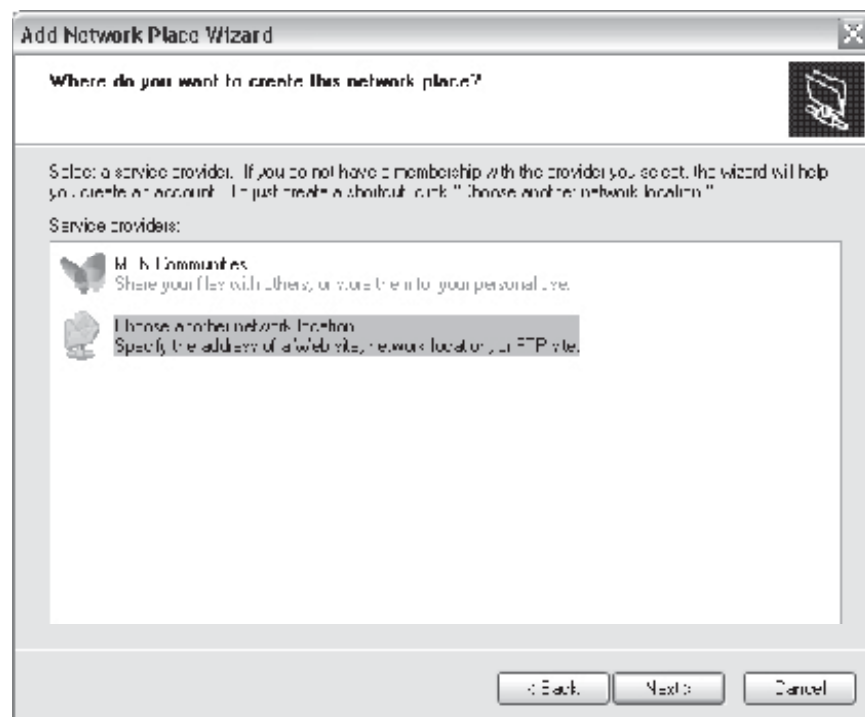 Add Network Place Wizard
Where do you want to create this network place?
Select a service provider. If you do not have a membership with the provider you select, the wizard will help
you create an account. To just create a shortcut, click "Choose another network location."
Service providers:
MSN Communities
Share your files with others, or store them for your personal use.
Choose another network location
Specify the address of a Web site, network location, or FTP site.
< Back
Next >
Cancel